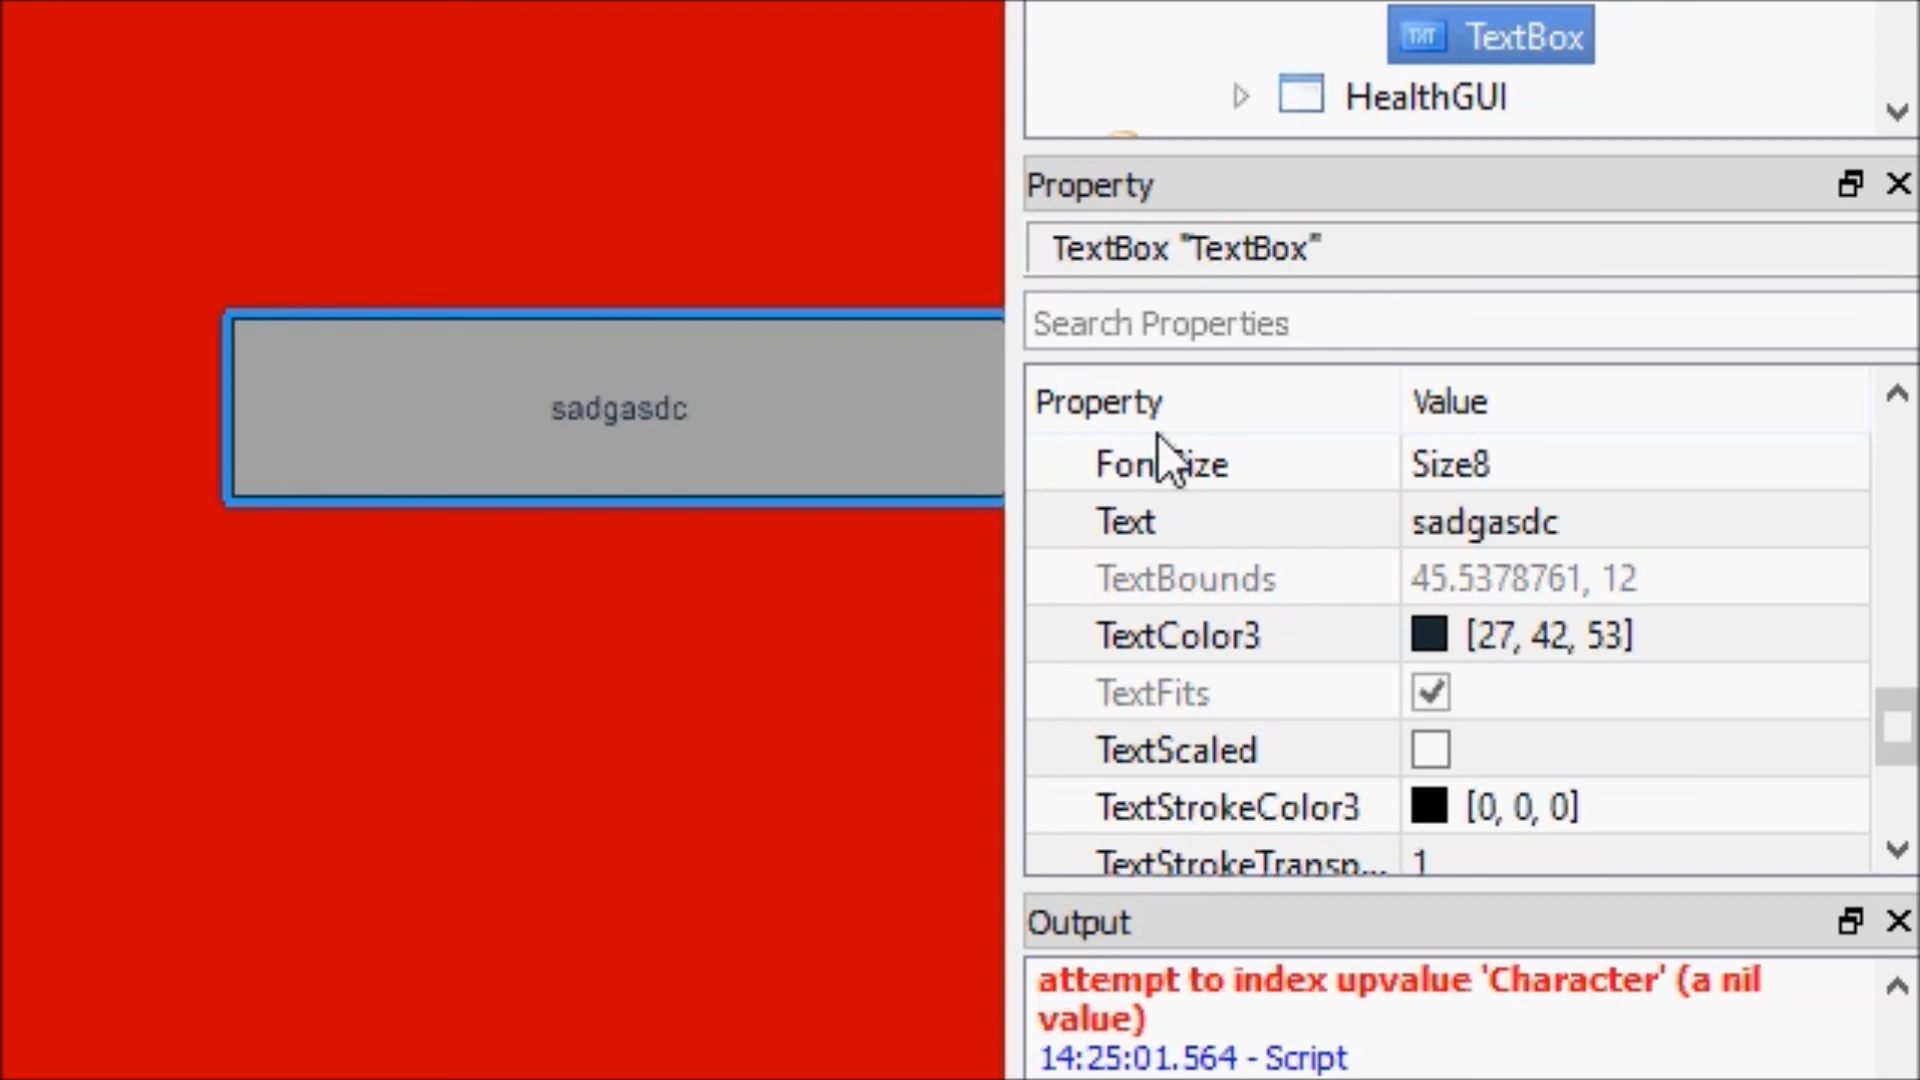 TXT TextBox
HealthGUI
Property
TextBox "TextBox"
Search Properties
sadgasdc
Property Value
Size8
Text sadgasdc
TextBounds 45.5378761, 12
TextColor3 [27, 42, 53]
TextFits
TextScaled
TextStrokeColor3 [0, 0, 0]
TextStrokeTransp... 1
Output
attempt to index upvalue 'Character' (a nil
value)
14:25:01.564 - Script